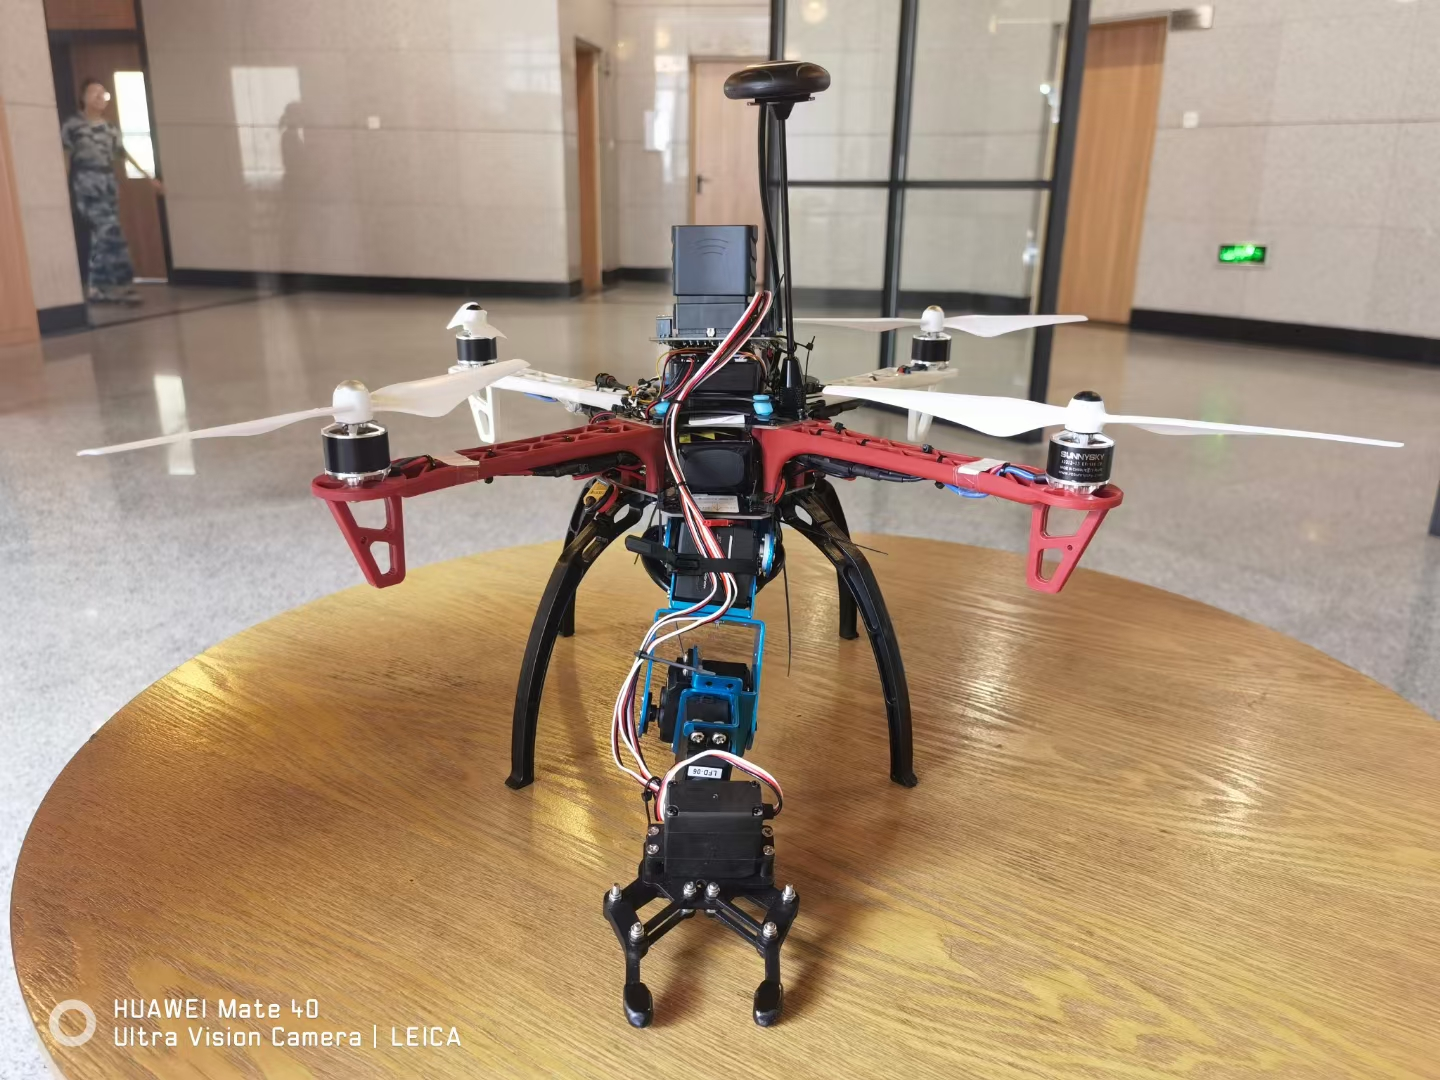 SUNNYSKY
LFD-06
HUAWEI Mate 40
Ultra Vision Camera | LEICA